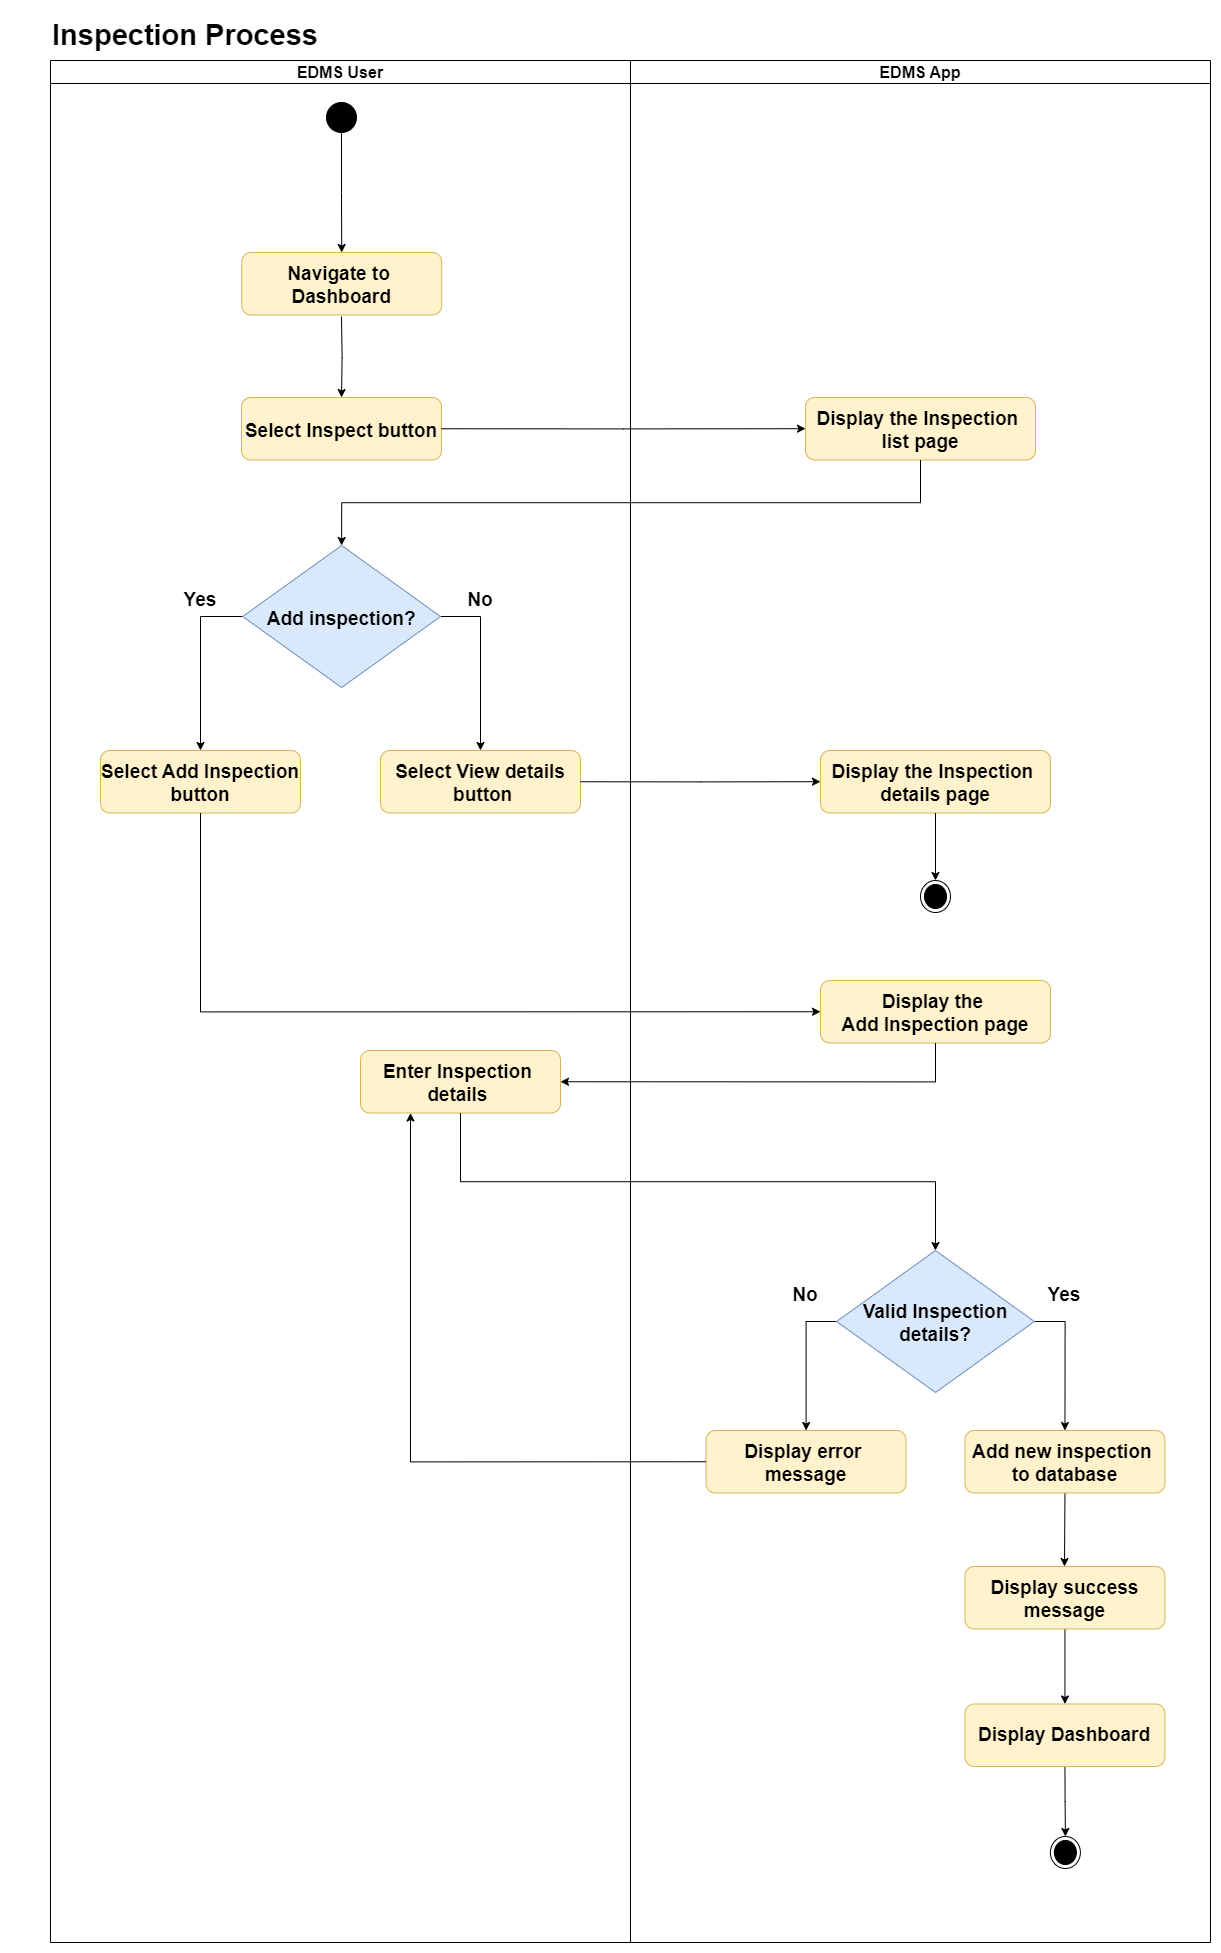 Inspection Process
EDMS User
EDMS App
Navigate to
Dashboard
Select Inspect button
Display the Inspection
list page
Add inspection?
Yes
No
Select Add Inspection
button
Select View details
button
Display the Inspection
details page
Display the
Add Inspection page
Enter Inspection
details
Valid Inspection
details?
No
Yes
Display error
message
Add new inspection
to database
Display success
message
Display Dashboard